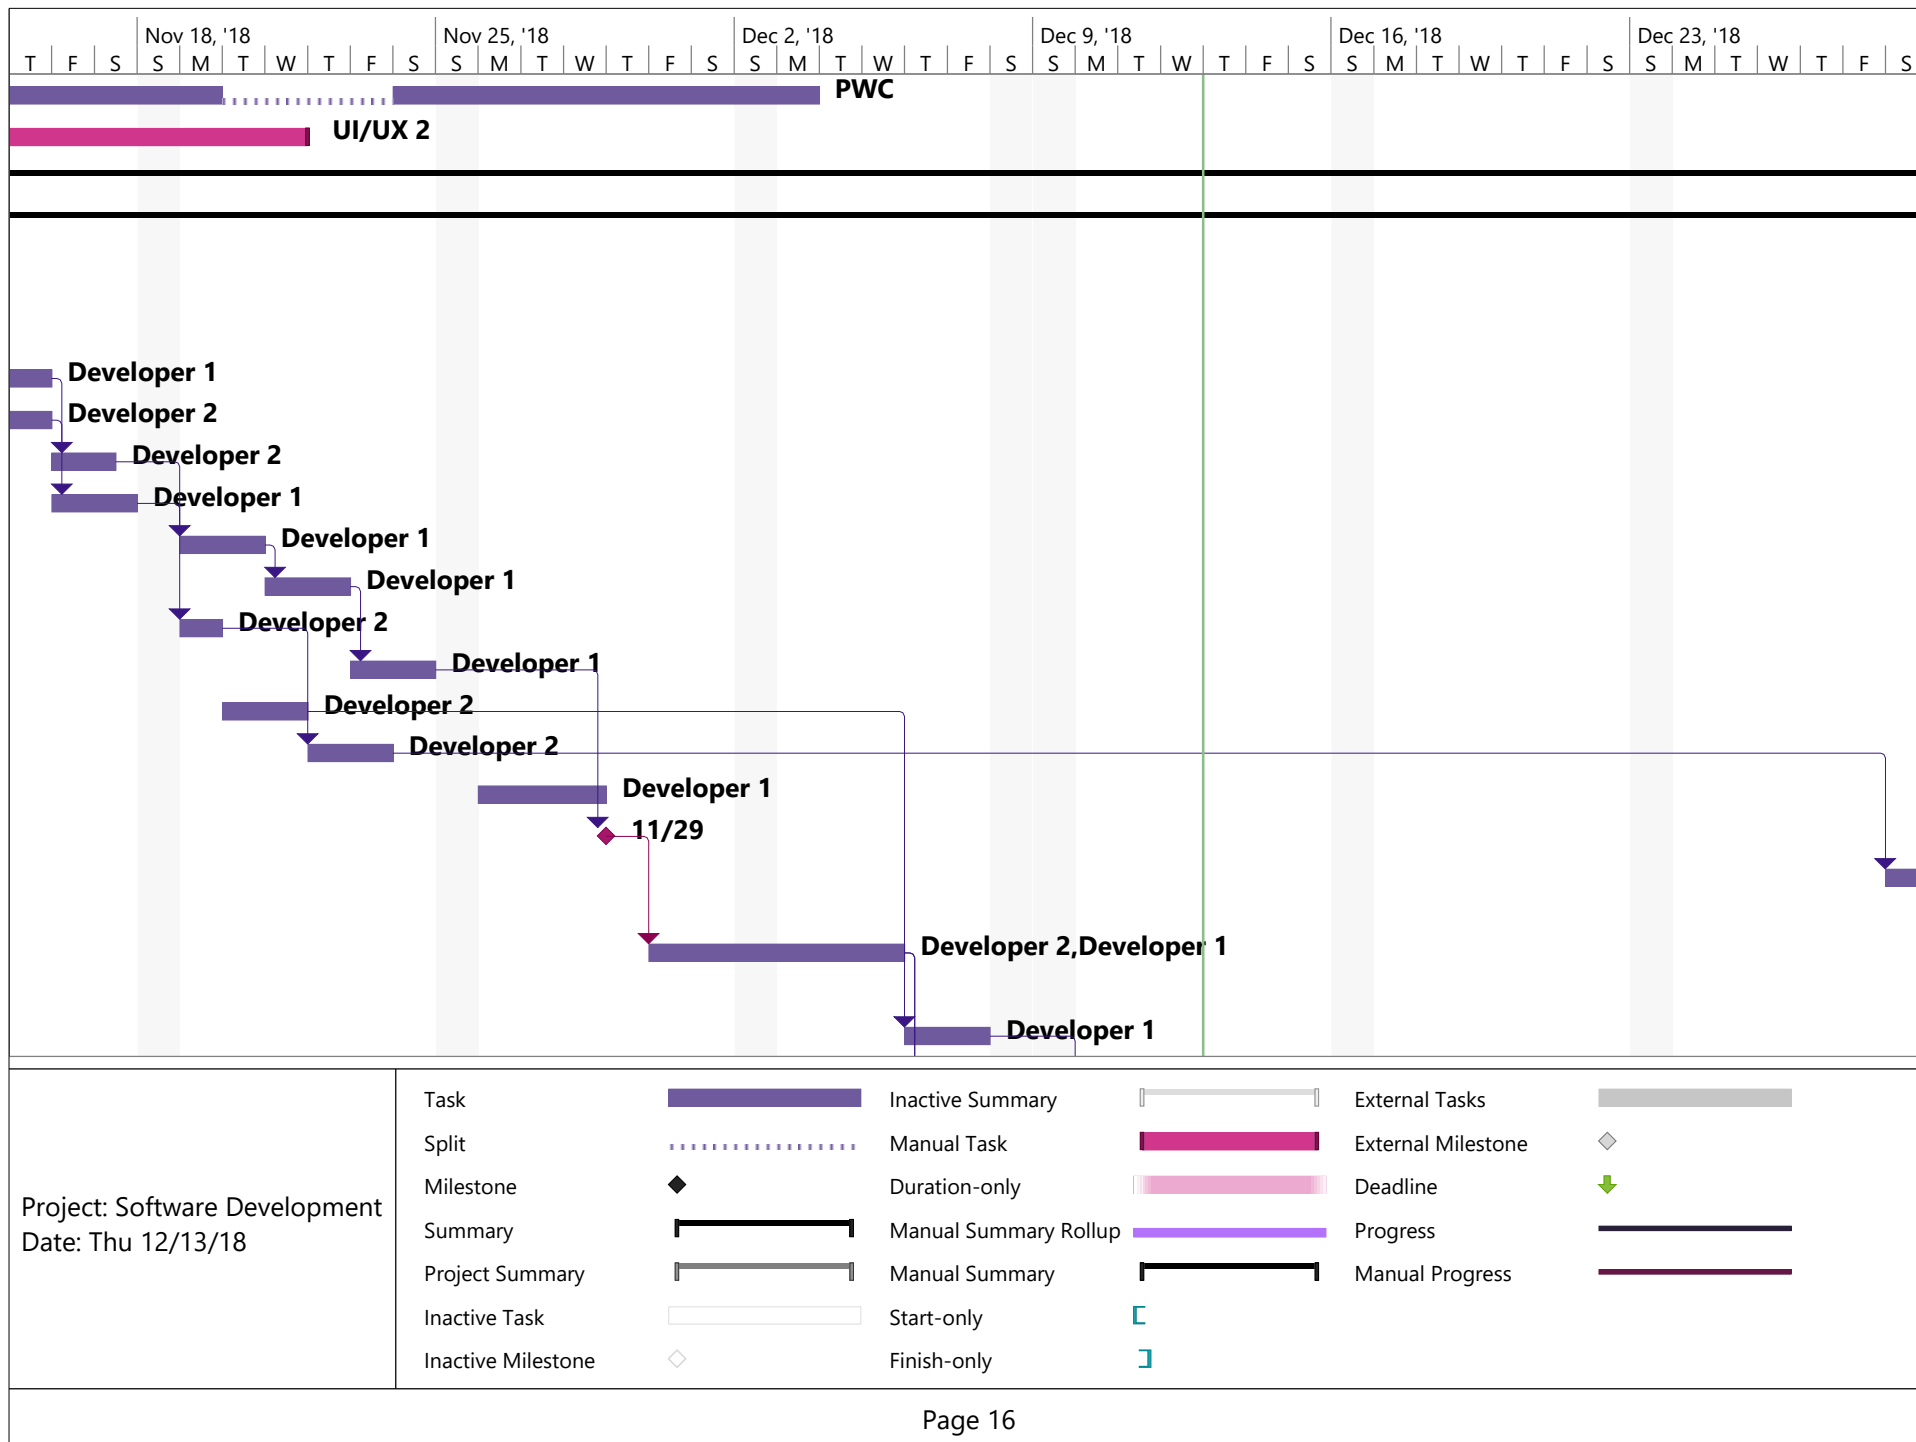 Nov 18, '18 Nov 25, '18 Dec 2, '18 Dec 9, '18 Dec 16, '18 Dec 23, '18
T F S S M T W T F S S M T W T F S S M T W T F S S M T W T F S S M T W T F S S M T W T F S
PWC
UI/UX 2
Developer 1
Developer 2
Developer 2
Developer 1
Developer 1
Developer 1
Developer 2
Developer 1
Developer 2
Developer 2
Developer 1
11/29
Developer 2,Developer 1
Developer 1
Project: Software Development
Date: Thu 12/13/18
Task
Split
Milestone
Summary
Project Summary
Inactive Task
Inactive Milestone
Inactive Summary
Manual Task
Duration-only
Manual Summary Rollup
Manual Summary
Start-only
Finish-only
External Tasks
External Milestone
Deadline
Progress
Manual Progress
Page 16